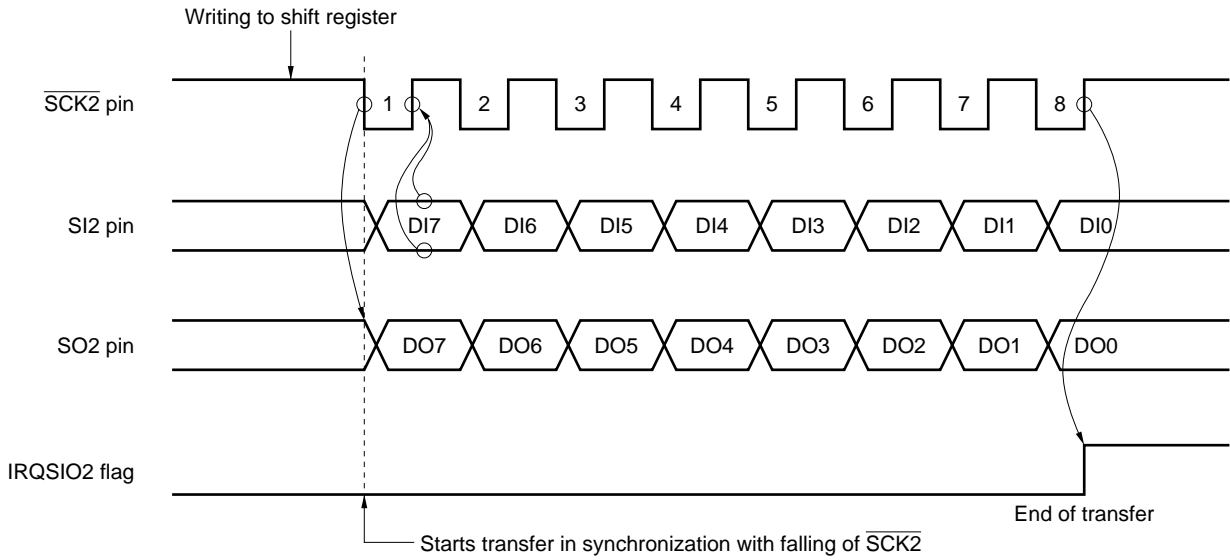 Writing to shift register
SCK2 pin
1 2 3 4 5 6 7 8
SI2 pin
DI7 DI6 DI5 DI4 DI3 DI2 DI1 DI0
SO2 pin
DO7 DO6 DO5 DO4 DO3 DO2 DO1 DO0
IRQSIO2 flag
End of transfer
Starts transfer in synchronization with falling of SCK2